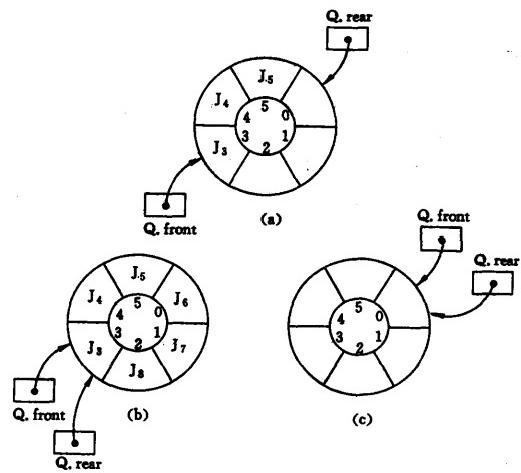 Q. rear
J5
J4
J3
5
4
0
3
1
2
Q. front
(a)
Q. front
Q. rear
J5
J4
J6
J3
J7
J8
5
4
0
3
1
2
Q. front
Q. rear
(b)
5
4
0
3
1
2
(c)